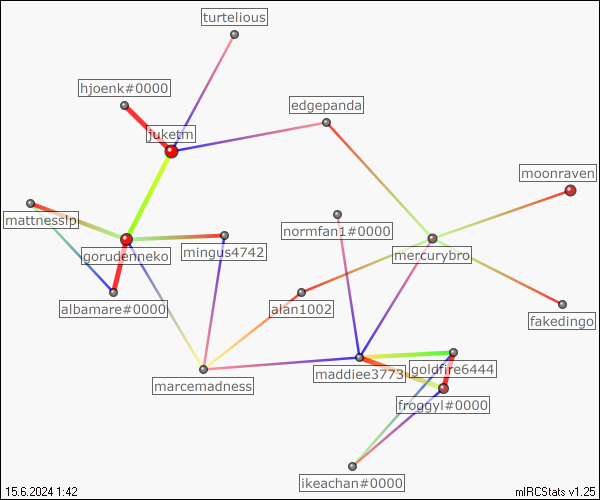 turtelious
hjoenk#0000
edgepanda
juketm
moonraven
mattnesslp
normfan1#0000
gorudenneko
mingus4742
mercurybro
albamare#0000
alan1002
fakedingo
marcemadness
maddiee3773
goldfire6444
froggyl#0000
ikeachan#0000
15.6.2024 1:42
mIRCStats v1.25